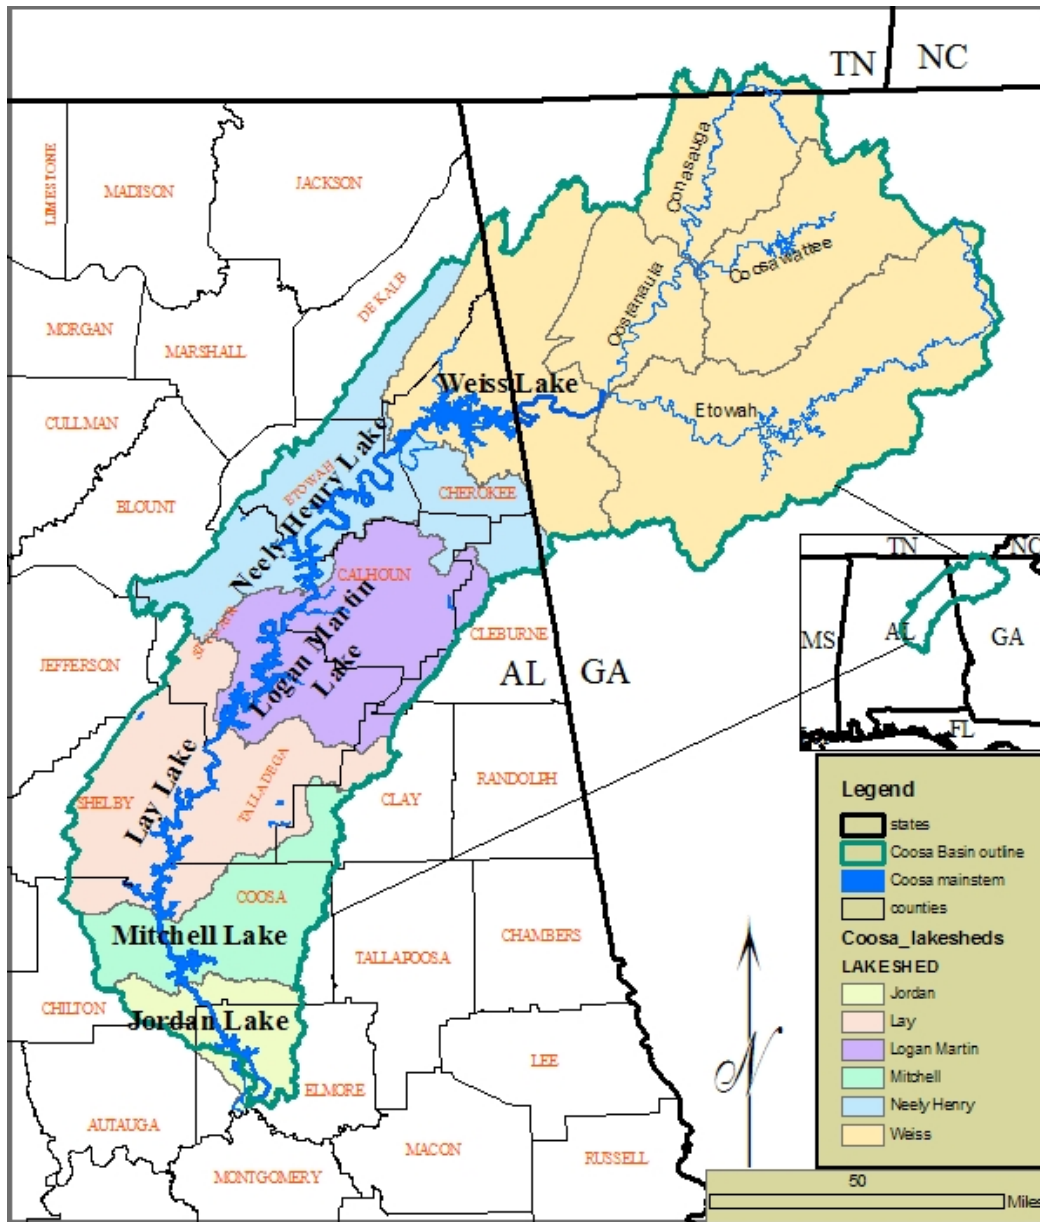 TN
NC
LIMESTONE
MADISON
JACKSON
Conasauga
Coosawattee
DE KALB
Oostanaula
MORGAN
MARSHALL
Weiss Lake
Etowah
CULLMAN
ETOWAH
CHEROKEE
BLOUNT
Neely Henry Lake
CALHOUN
TN
NC
MS
AL
GA
FL
CLEBURNE
JEFFERSON
Logan Martin
Lake
AL
GA
Lay Lake
SHELBY
TALLADEGA
CLAY
RANDOLPH
COOSA
Mitchell Lake
CHAMBERS
TALLAPOOSA
CHILTON
Jordan Lake
ELMORE
LEE
AUTAUGA
MACON
RUSSELL
MONTGOMERY
N
Legend
states
Coosa Basin outline
Coosa mainstem
counties
Coosa_lakesheds
LAKESHED
Jordan
Lay
Logan Martin
Mitchell
Neely Henry
Weiss
50
Miles